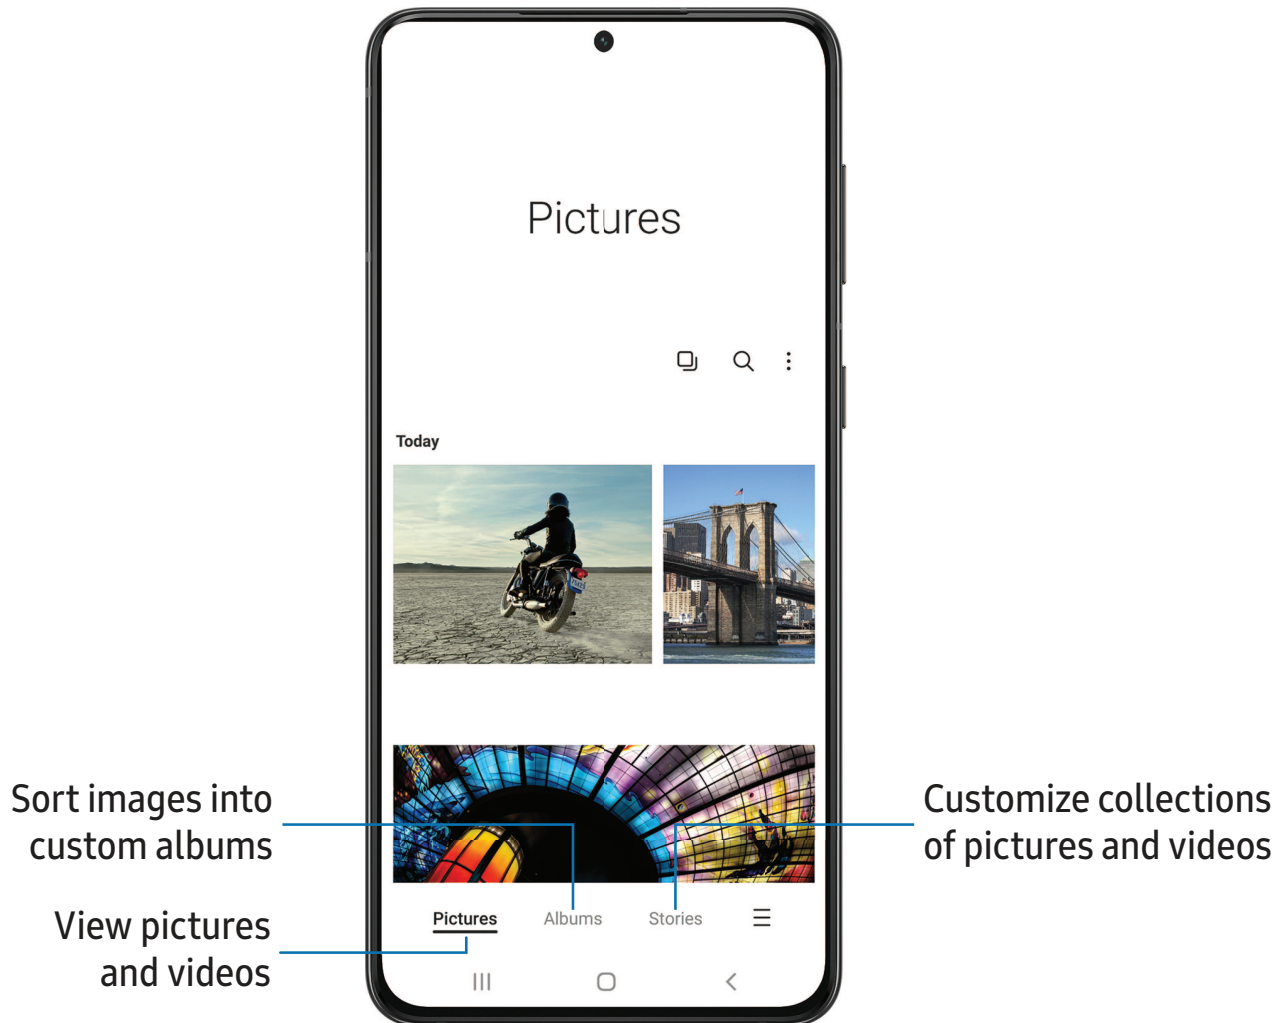 Pictures
Today
Sort images into
custom albums
Customize collections
of pictures and videos
View pictures
and videos
Pictures
Albums
Stories